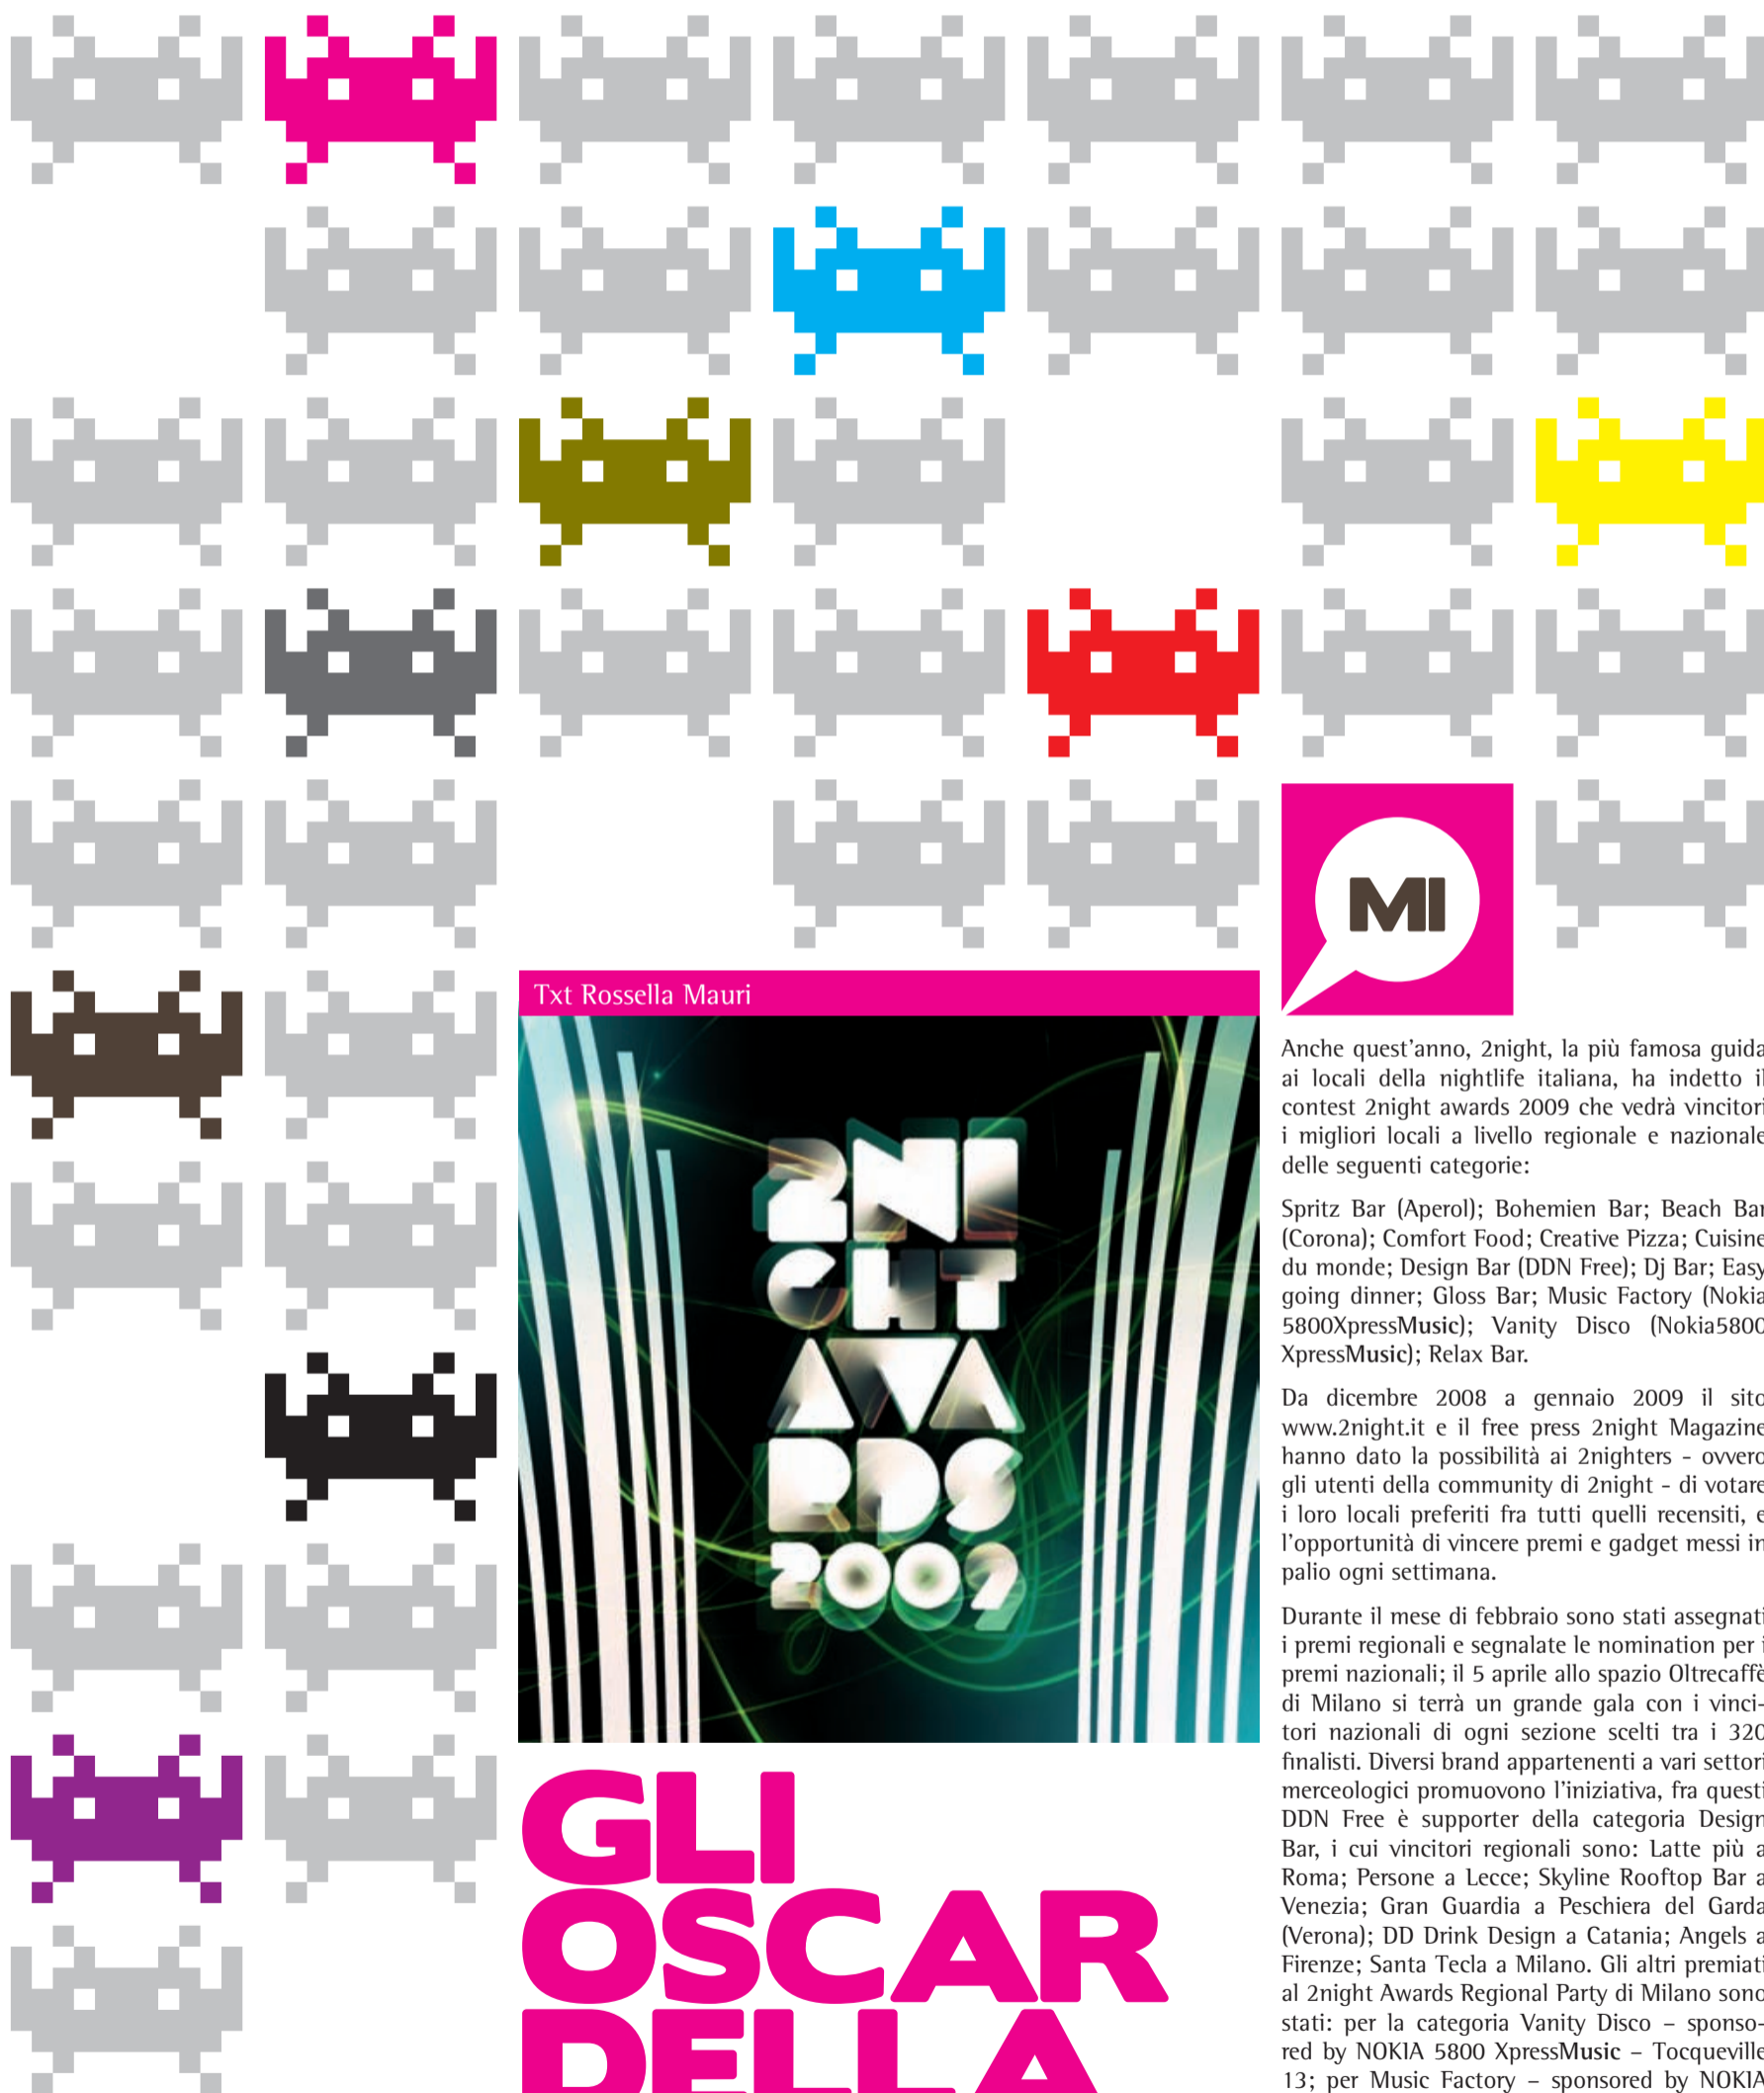 MI
Txt Rossella Mauri
2NI
GHT
AWA
RDS
2009
GLI
OSCAR
DELLA
Anche quest'anno, 2night, la più famosa guida
ai locali della nightlife italiana, ha indetto il
contest 2night awards 2009 che vedrà vincitori
i migliori locali a livello regionale e nazionale
delle seguenti categorie:
Spritz Bar (Aperol); Bohemien Bar; Beach Bar
(Corona); Comfort Food; Creative Pizza; Cuisine
du monde; Design Bar (DDN Free); Dj Bar; Easy
going dinner; Gloss Bar; Music Factory (Nokia
5800XpressMusic); Vanity Disco (Nokia5800
XpressMusic); Relax Bar.
Da dicembre 2008 a gennaio 2009 il sito
www.2night.it e il free press 2night Magazine
hanno dato la possibilità ai 2nighters - ovvero
gli utenti della community di 2night - di votare
i loro locali preferiti fra tutti quelli recensiti, e
l'opportunità di vincere premi e gadget messi in
palio ogni settimana.
Durante il mese di febbraio sono stati assegnati
i premi regionali e segnalate le nomination per i
premi nazionali; il 5 aprile allo spazio Oltrecaffè
di Milano si terrà un grande gala con i vinci-
tori nazionali di ogni sezione scelti tra i 320
finalisti. Diversi brand appartenenti a vari settori
merceologici promuovono l'iniziativa, fra questi
DDN Free è supporter della categoria Design
Bar, i cui vincitori regionali sono: Latte più a
Roma; Persone a Lecce; Skyline Rooftop Bar a
Venezia; Gran Guardia a Peschiera del Garda
(Verona); DD Drink Design a Catania; Angels a
Firenze; Santa Tecla a Milano. Gli altri premiati
al 2night Awards Regional Party di Milano sono
stati: per la categoria Vanity Disco – sponso-
red by NOKIA 5800 XpressMusic – Tocqueville
13; per Music Factory – sponsored by NOKIA